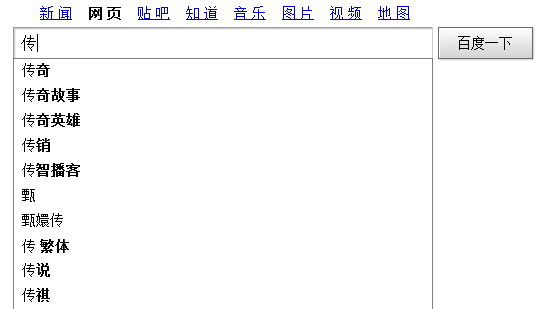 新闻 网页 贴吧 知道 音乐 图片 视频 地图
传 百度一下
传奇
传奇故事
传奇英雄
传销
传智播客
甄
甄嬛传
传 繁体
传说
传祺